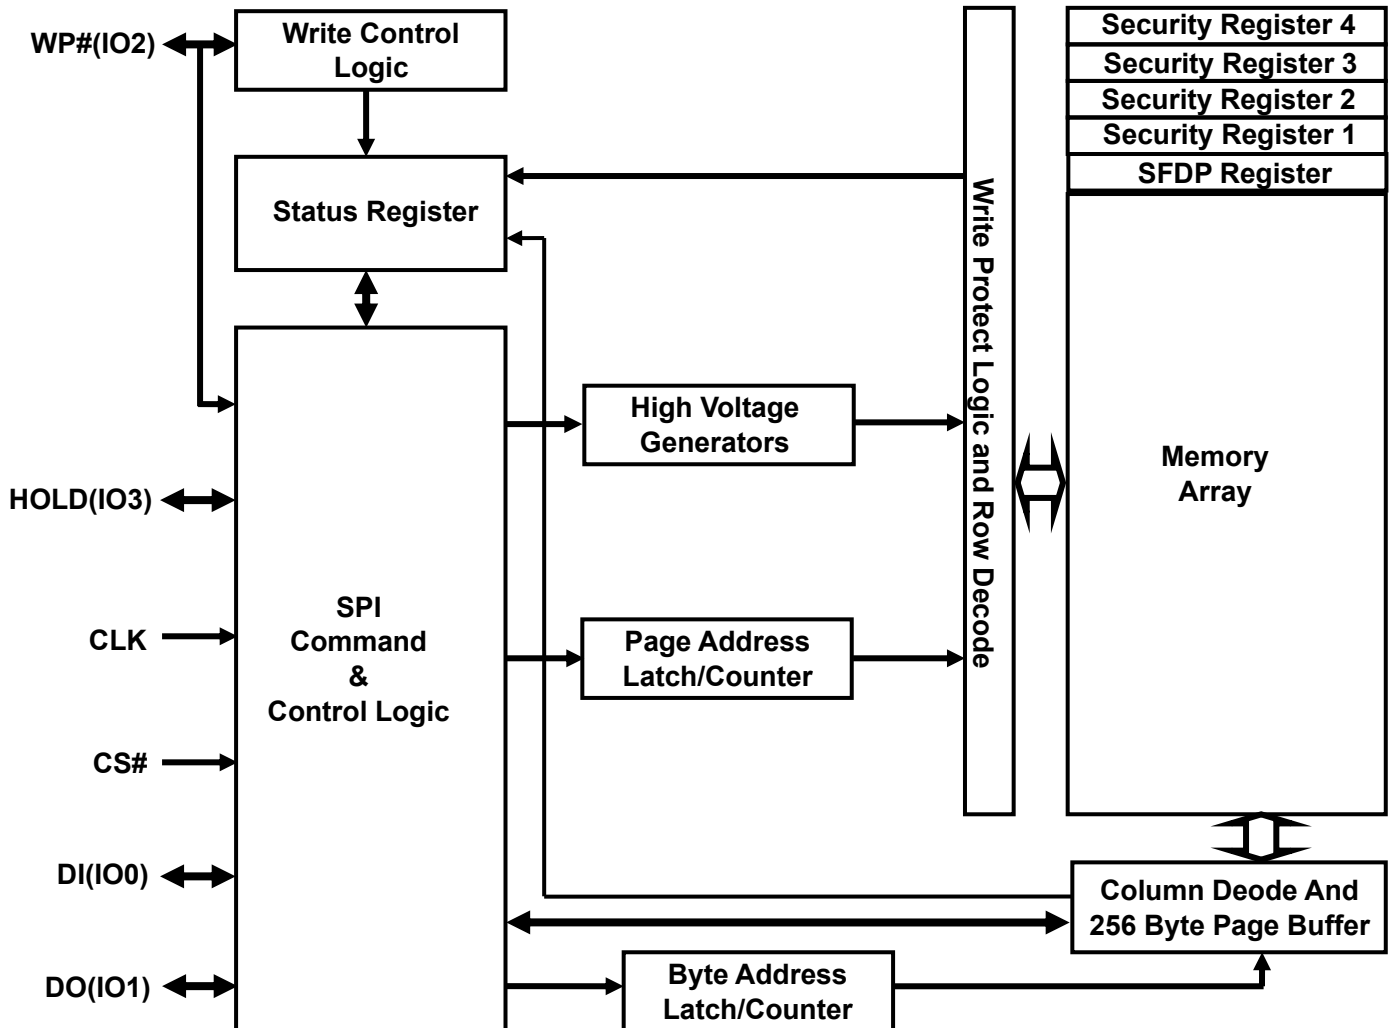 WP#(IO2)
Write Control
Logic
Security Register 4
Security Register 3
Security Register 2
Security Register 1
SFDP Register
Status Register
Write Protect Logic and Row Decode
High Voltage
Generators
Memory
Array
HOLD(IO3)
SPI
Command
&
Control Logic
CLK
Page Address
Latch/Counter
CS#
DI(IO0)
Column Deode And
256 Byte Page Buffer
DO(IO1)
Byte Address
Latch/Counter